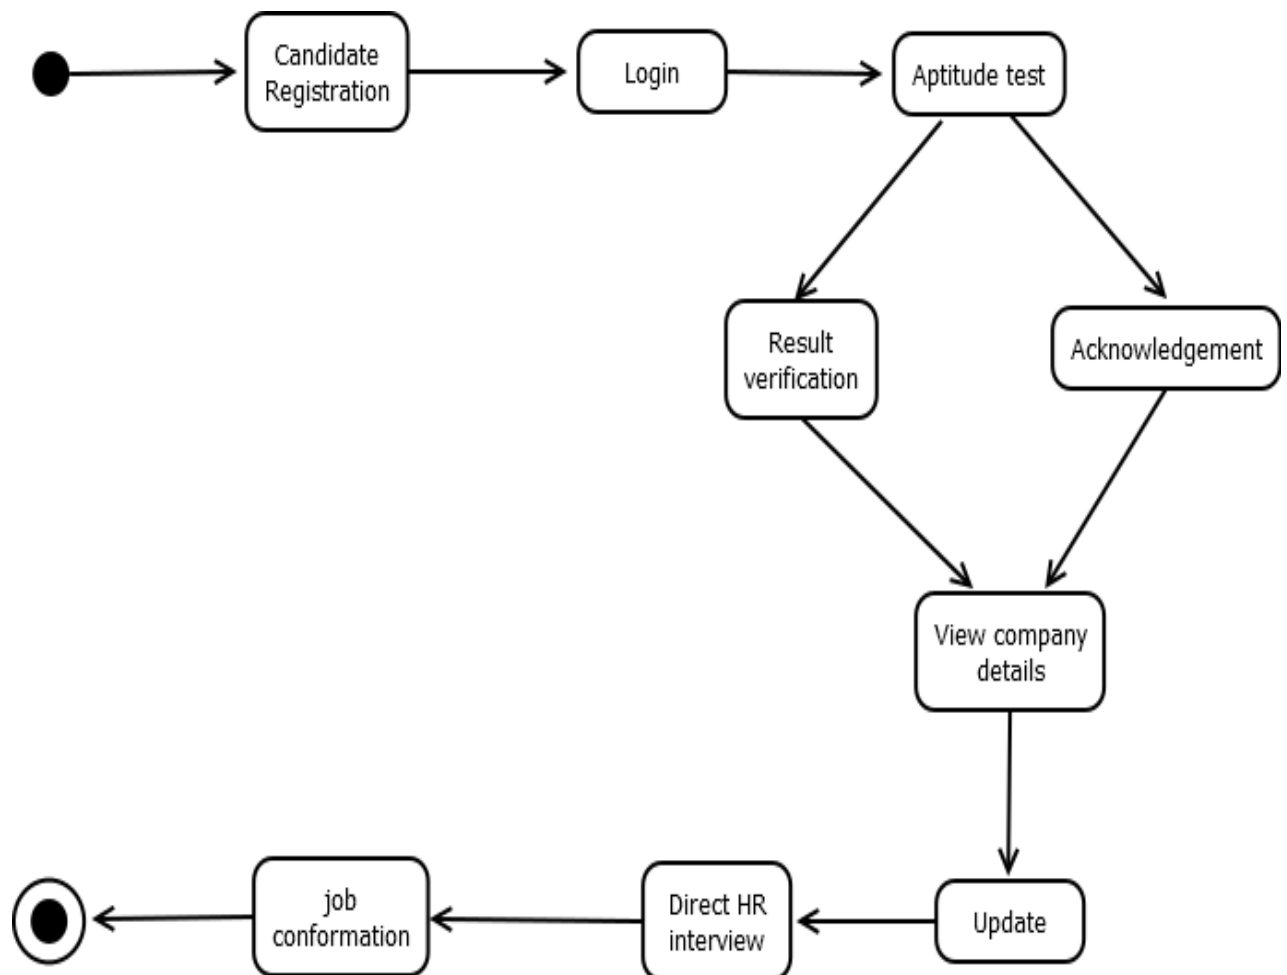 Candidate
Registration
Login
Aptitude test
Result
verification
Acknowledgement
View company
details
job
conformation
Direct HR
interview
Update